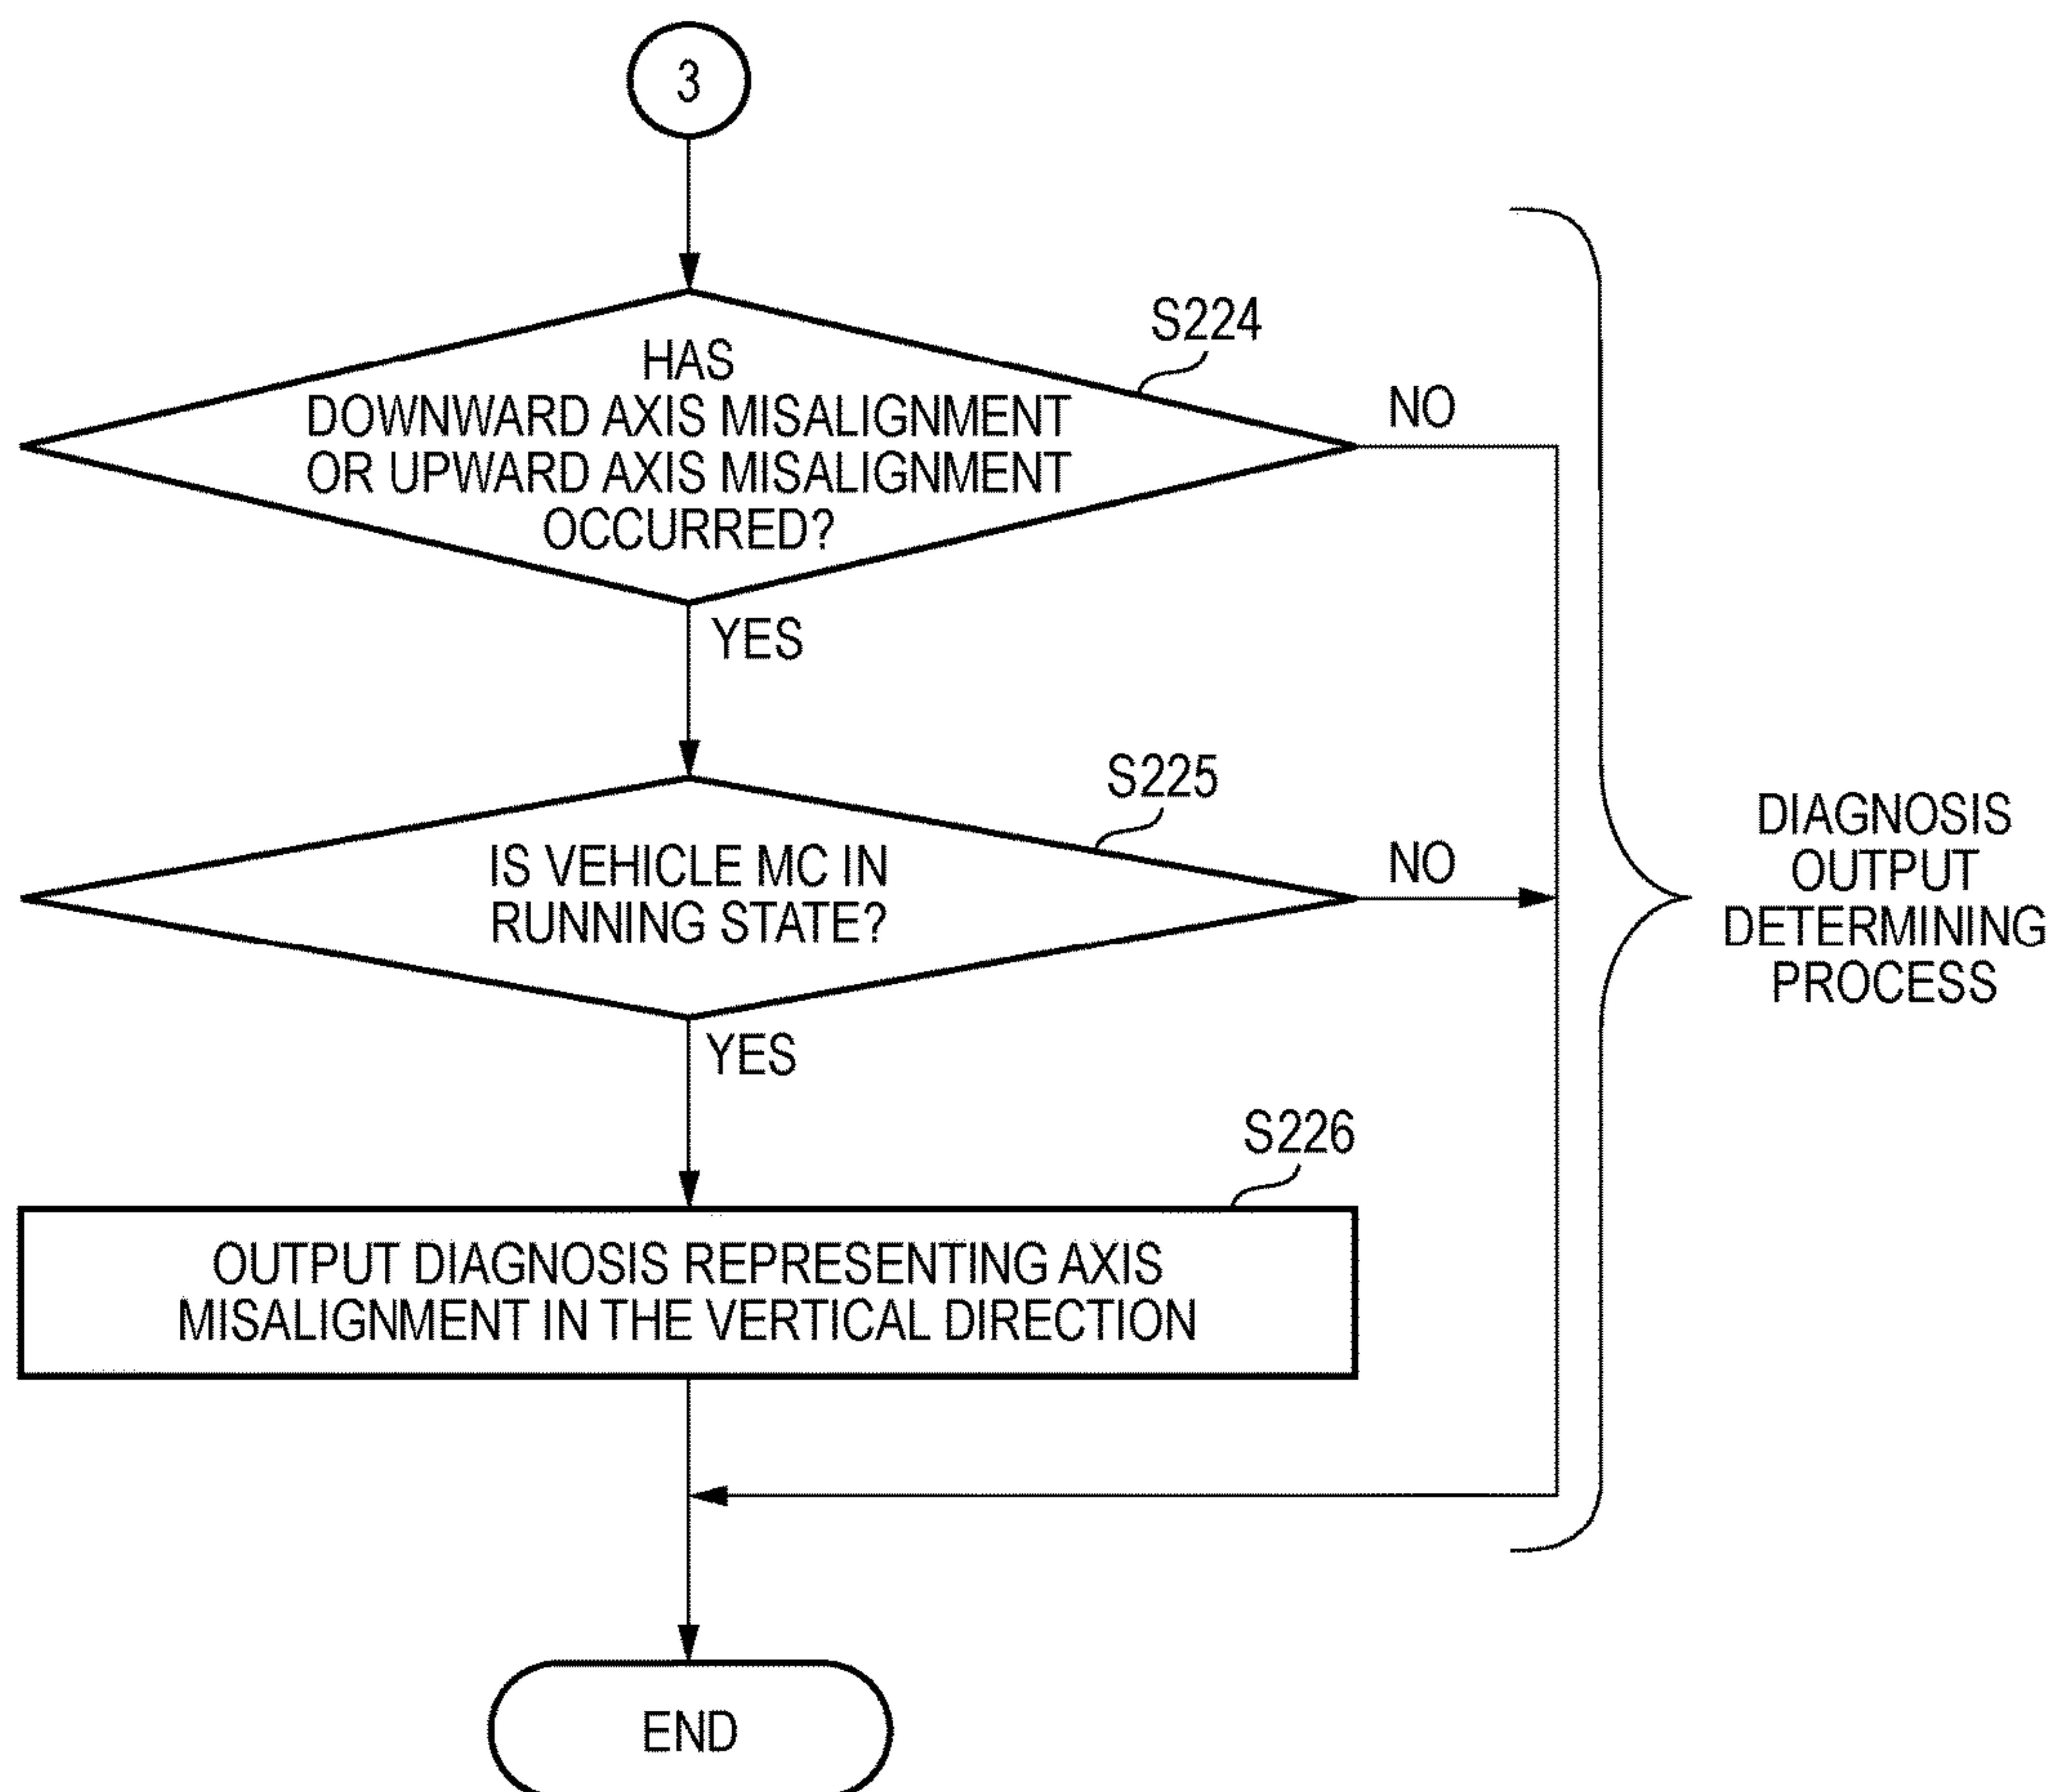 3
S224
HAS
DOWNWARD AXIS MISALIGNMENT
OR UPWARD AXIS MISALIGNMENT
OCCURRED?
NO
YES
S225
IS VEHICLE MC IN
RUNNING STATE?
NO
YES
DIAGNOSIS
OUTPUT
DETERMINING
PROCESS
S226
OUTPUT DIAGNOSIS REPRESENTING AXIS
MISALIGNMENT IN THE VERTICAL DIRECTION
END